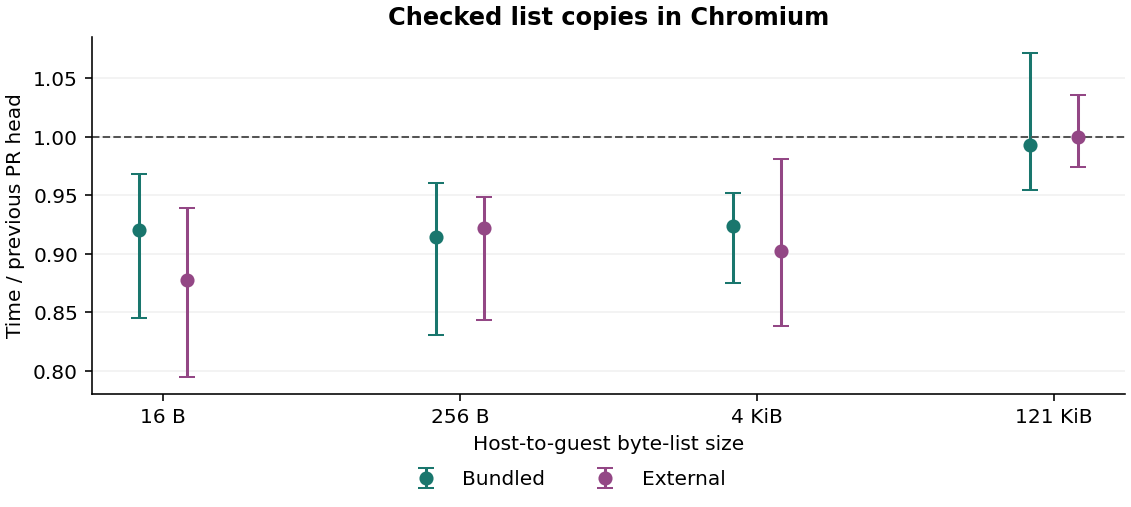 Checked list copies in Chromium
Time / previous PR head
1.05
1.00
0.95
0.90
0.85
0.80
16 B
256 B
4 KiB
121 KiB
Host-to-guest byte-list size
Bundled
External